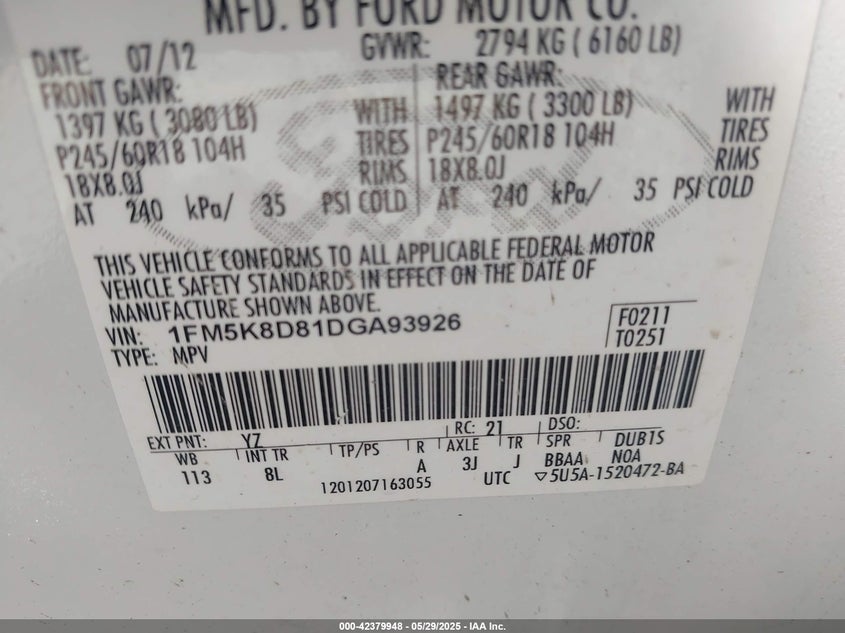 MFD. BY FORD MOTOR CO.
DATE: 07/12 GVWR: 2794 KG ( 6160 LB)
FRONT GAWR: REAR GAWR:
1397 KG ( 3080 LB) WITH 1497 KG ( 3300 LB) WITH
P245/60R18 104H TIRES P245/60R18 104H TIRES
18X8.0J RIMS 18X8.0J RIMS
AT 240 kPa/ 35 PSI COLD AT 240 kPa/ 35 PSI COLD
THIS VEHICLE CONFORMS TO ALL APPLICABLE FEDERAL MOTOR
VEHICLE SAFETY STANDARDS IN EFFECT ON THE DATE OF
MANUFACTURE SHOWN ABOVE.
VIN: 1FM5K8D81DGA93926 F0211
TYPE: MPV T0251
EXT PNT: YZ RC: 21 DSO:
WB INT TR TP/PS R AXLE TR SPR DUB1S
113 8L A 3J J BBAA NOA
1201207163055 UTC ▽5U5A-1520472-BA
000-42379948 - 05/29/2025 - IAA Inc.